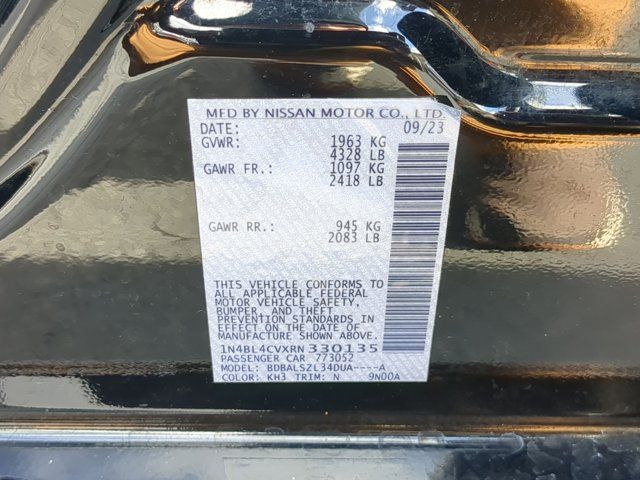 MFD BY NISSAN MOTOR CO., LTD.
DATE: 09/23
GVWR: 1963 KG
4328 LB
GAWR FR.: 1097 KG
2418 LB
GAWR RR.: 945 KG
2083 LB
THIS VEHICLE CONFORMS TO
ALL APPLICABLE FEDERAL
MOTOR VEHICLE SAFETY,
BUMPER, AND THEFT
PREVENTION STANDARDS IN
EFFECT ON THE DATE OF
MANUFACTURE SHOWN ABOVE.
1N4BL4CVXRN330135
PASSENGER CAR 773052
MODEL: BDBALSZL34DUA----A
COLOR: KH3 TRIM: N 9N00A